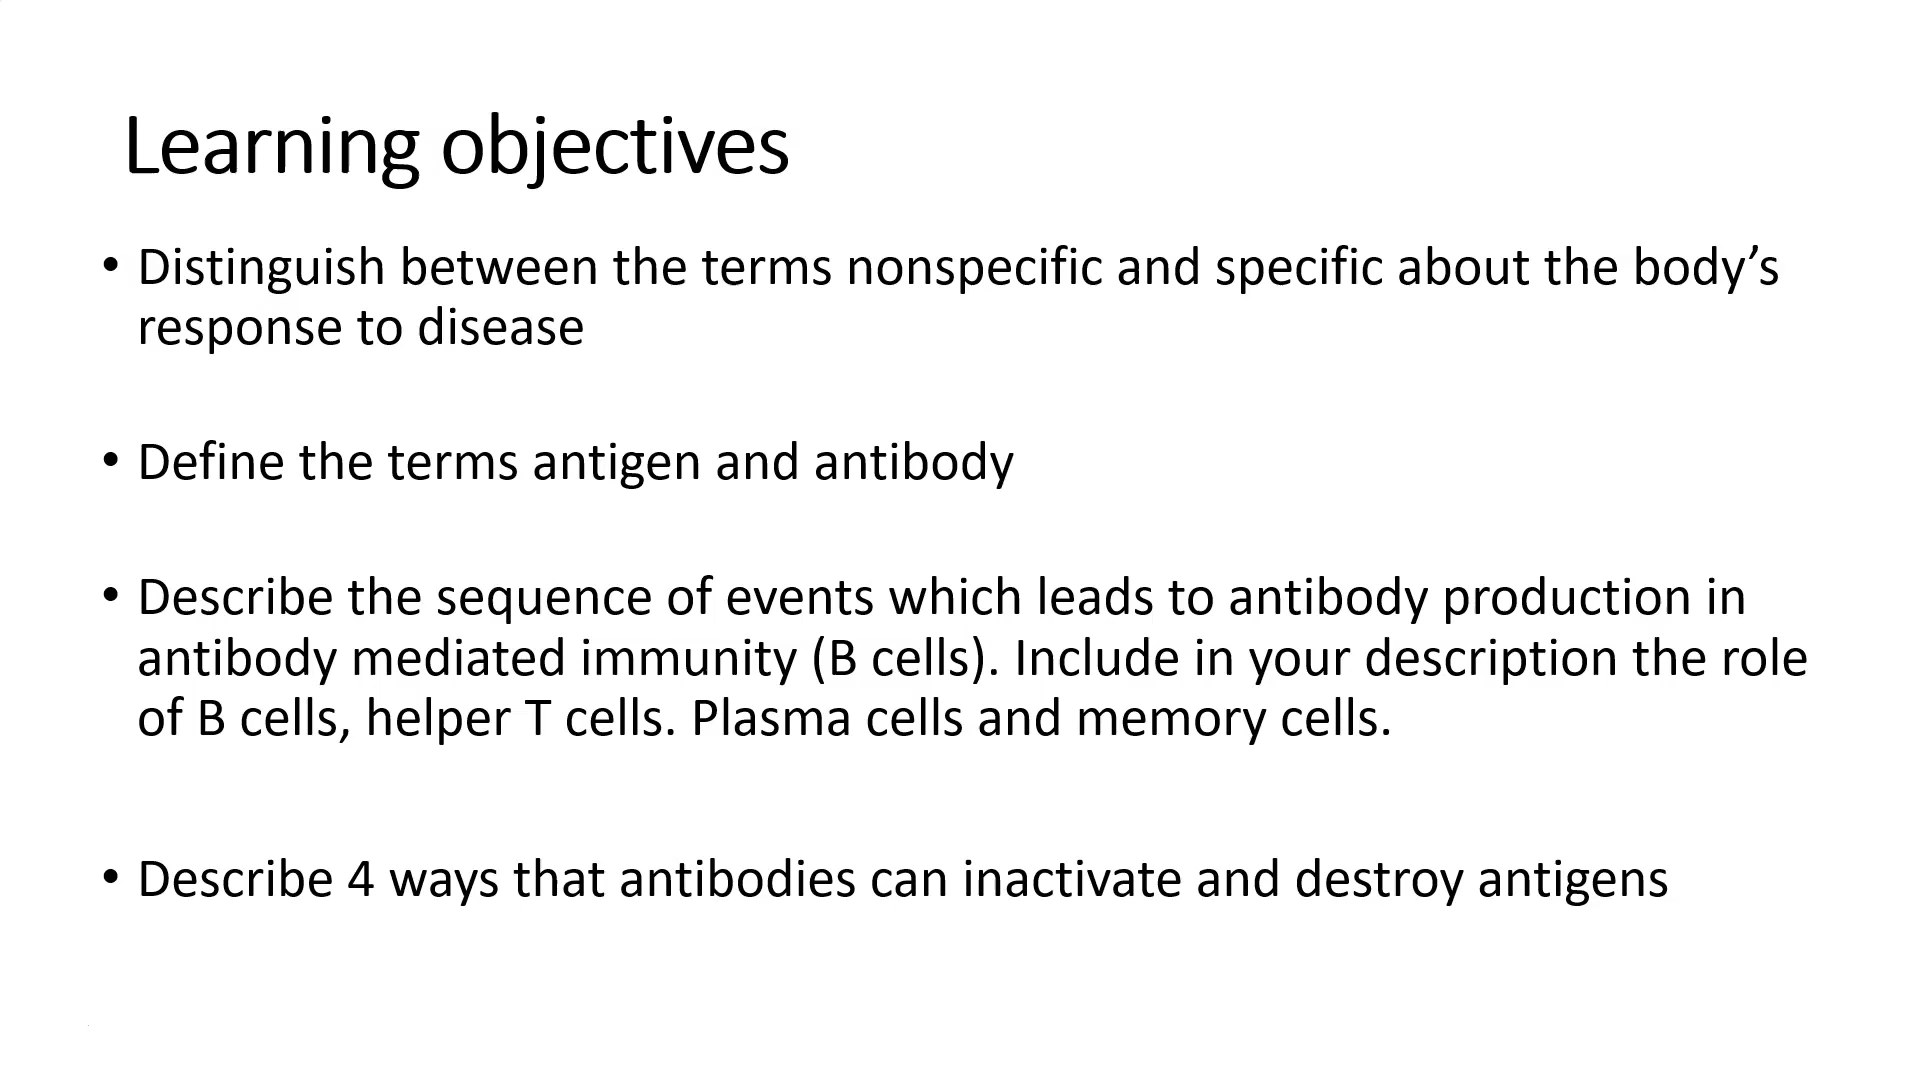 Learning objectives
• Distinguish between the terms nonspecific and specific about the body’s
response to disease
• Define the terms antigen and antibody
• Describe the sequence of events which leads to antibody production in
antibody mediated immunity (B cells). Include in your description the role
of B cells, helper T cells. Plasma cells and memory cells.
• Describe 4 ways that antibodies can inactivate and destroy antigens